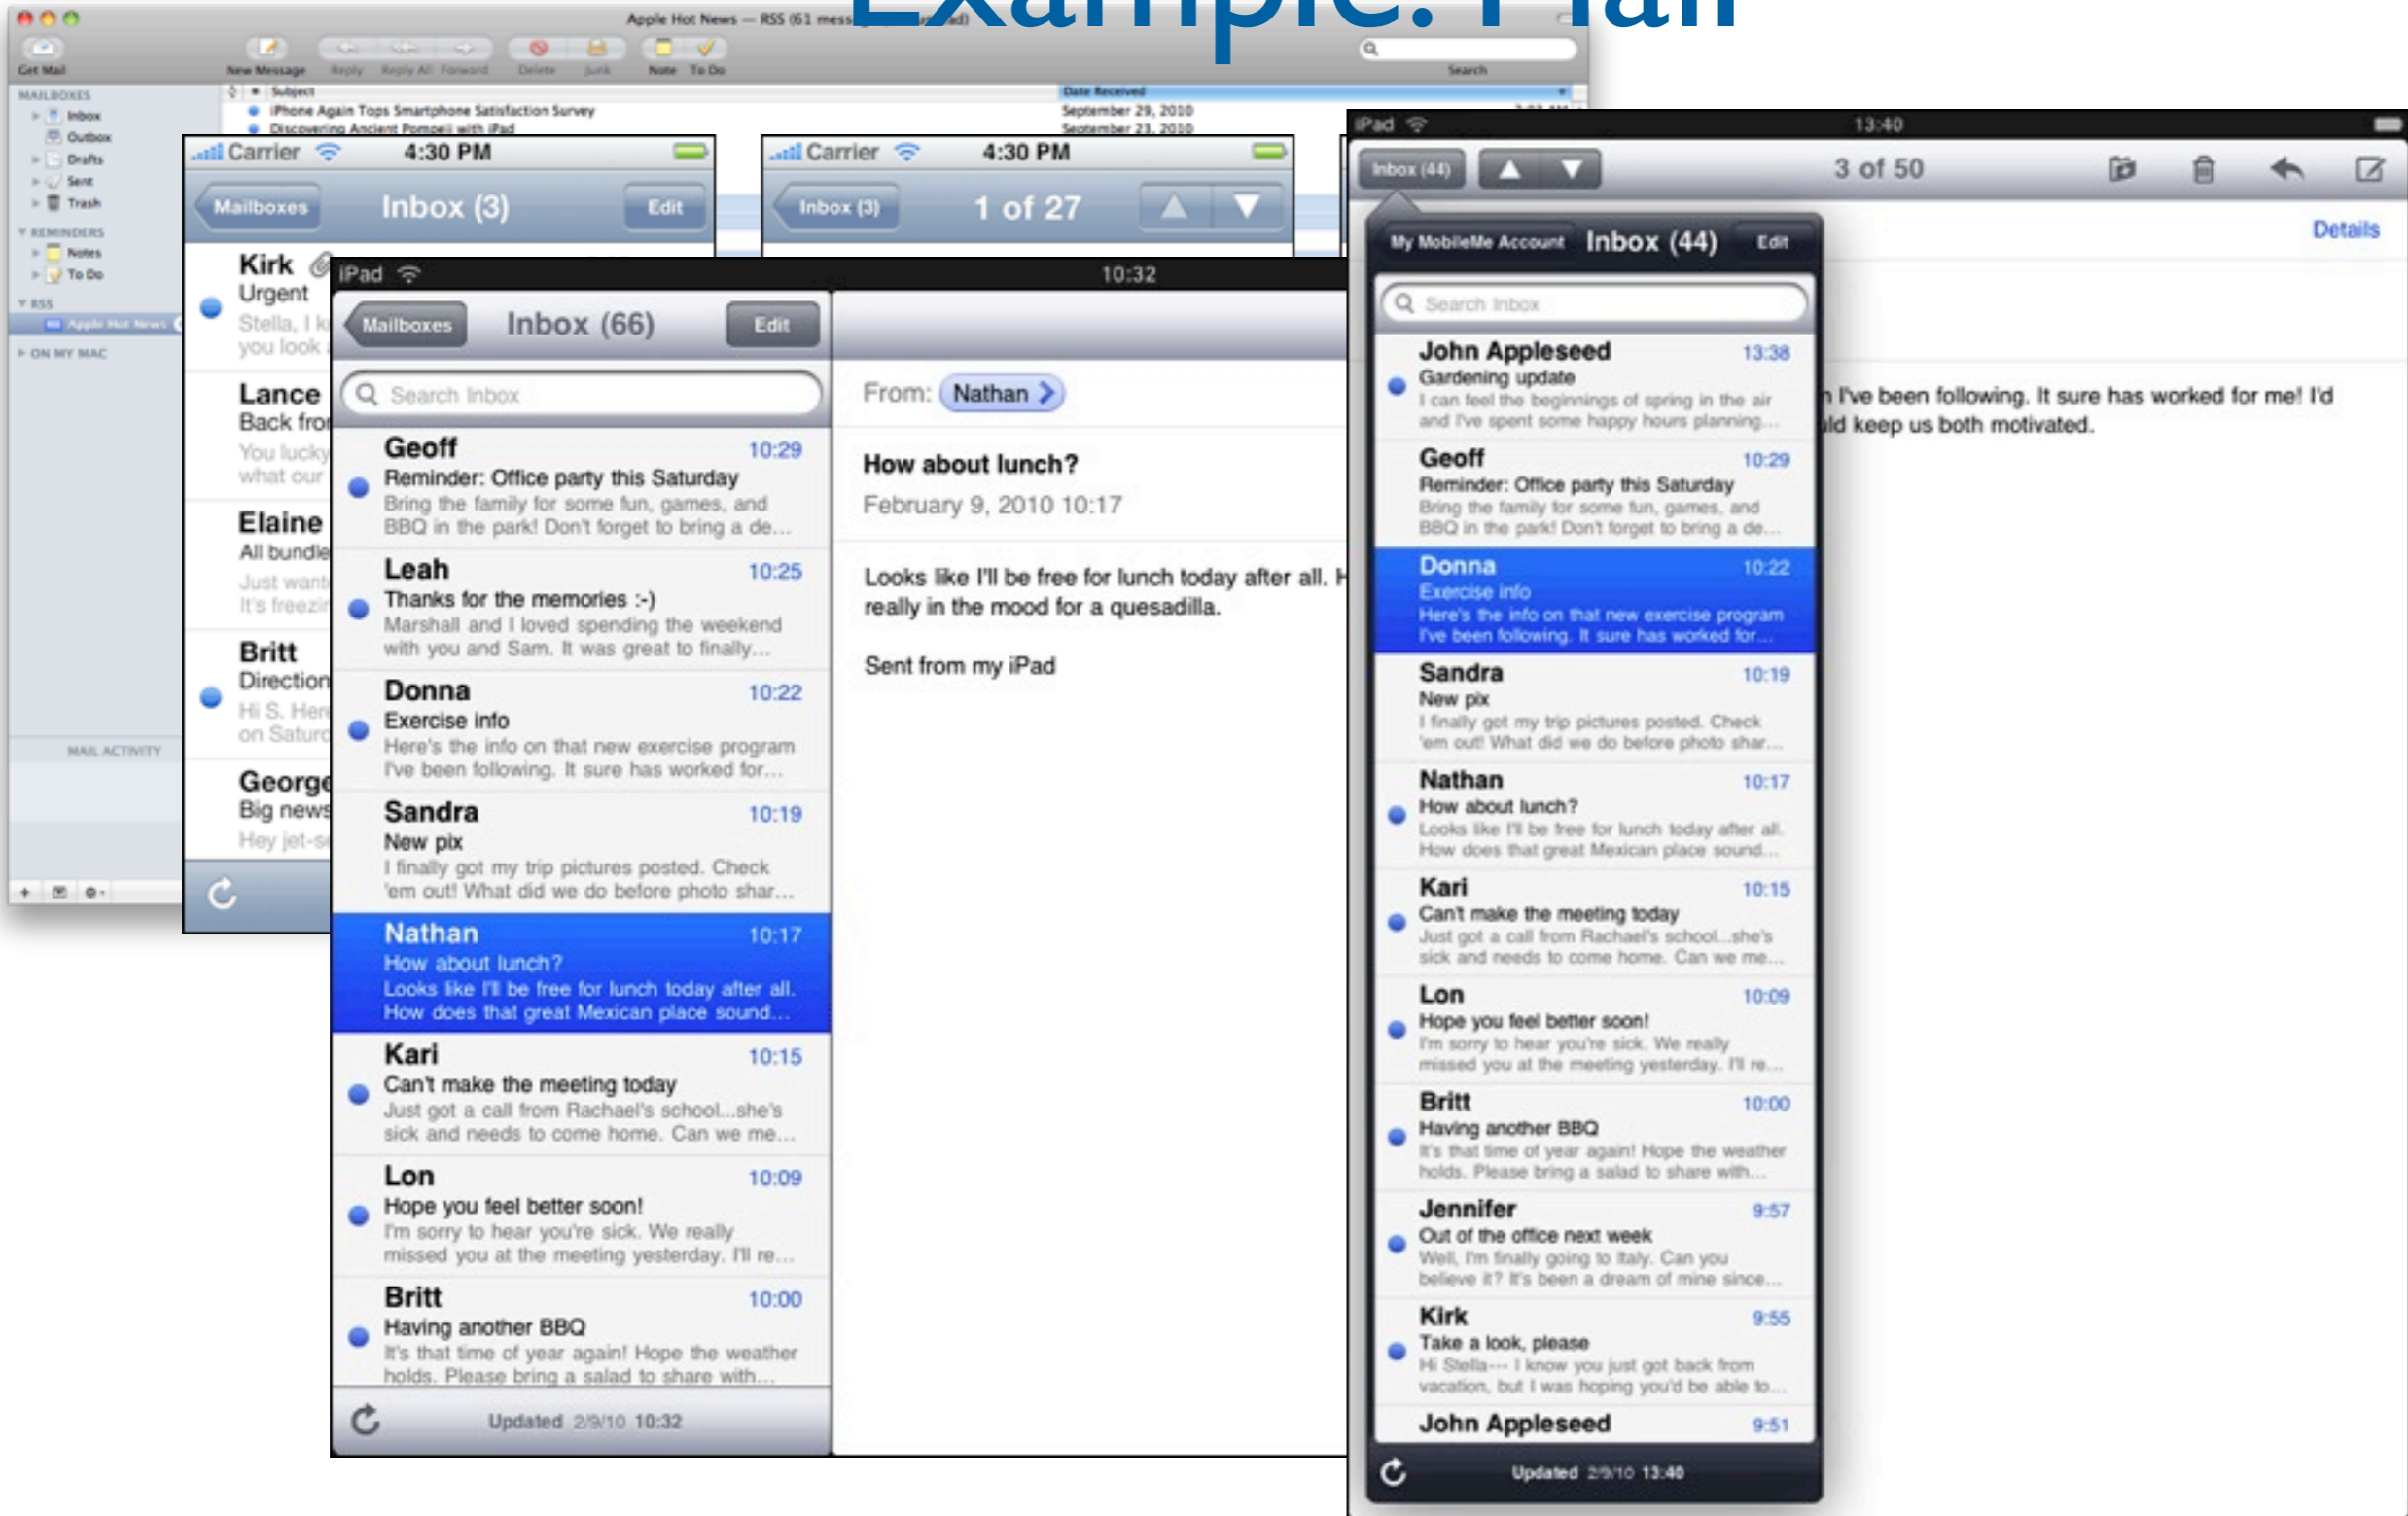 Example: Mail
Apple Hot News — RSS (61
Get Mail
New Message
Reply
Reply All
Forward
Delete
Junk
Note
To Do
Search
MAILBOXES
Inbox
Outbox
Drafts
Sent
Trash
REMINDERS
Notes
To Do
RSS
Apple Hot News
ON MY MAC
MAIL ACTIVITY
Subject
Date Received
iPhone Again Tops Smartphone Satisfaction Survey
September 29, 2010
Discovering Ancient Pompeii with iPad
September 23, 2010
Carrier
4:30 PM
Mailboxes
Inbox (3)
Edit
Kirk
Urgent
Stella, I
you look
Lance
Back
You lucky
what our
Elaine
All bundle
Just
It's
Britt
Direction
Hi S.
on
George
Big news
Hey
Carrier
4:30 PM
Inbox (3)
1 of 27
iPad
10:32
Mailboxes
Inbox (66)
Edit
Search Inbox
Geoff
10:29
Reminder: Office party this Saturday
Bring the family for some fun, games, and
BBQ in the park! Don't forget to bring a de...
Leah
10:25
Thanks for the memories :-)
Marshall and I loved spending the weekend
with you and Sam. It was great to finally...
Donna
10:22
Exercise info
Here's the info on that new exercise program
I've been following. It sure has worked for...
Sandra
10:19
New pix
I finally got my trip pictures posted. Check
'em out! What did we do before photo shar...
Nathan
10:17
How about lunch?
Looks like I'll be free for lunch today after all.
How does that great Mexican place sound...
Kari
10:15
Can't make the meeting today
Just got a call from Rachael's school...she's
sick and needs to come home. Can we me...
Lon
10:09
Hope you feel better soon!
I'm sorry to hear you're sick. We really
missed you at the meeting yesterday. I'll re...
Britt
10:00
Having another BBQ
It's that time of year again! Hope the weather
holds. Please bring a salad to share with...
Updated 2/9/10 10:32
From: Nathan
How about lunch?
February 9, 2010 10:17
Looks like I'll be free for lunch today after all.
really in the mood for a quesadilla.
Sent from my iPad
iPad
13:40
Inbox (44)
3 of 50
Details
My MobileMe Account
Inbox (44)
Edit
Search Inbox
John Appleseed
13:38
Gardening update
I can feel the beginnings of spring in the air
and I've spent some happy hours planning...
Geoff
10:29
Reminder: Office party this Saturday
Bring the family for some fun, games, and
BBQ in the park! Don't forget to bring a de...
Donna
10:22
Exercise info
Here's the info on that new exercise program
I've been following. It sure has worked for...
Sandra
10:19
New pix
I finally got my trip pictures posted. Check
'em out! What did we do before photo shar...
Nathan
10:17
How about lunch?
Looks like I'll be free for lunch today after all.
How does that great Mexican place sound...
Kari
10:15
Can't make the meeting today
Just got a call from Rachael's school...she's
sick and needs to come home. Can we me...
Lon
10:09
Hope you feel better soon!
I'm sorry to hear you're sick. We really
missed you at the meeting yesterday. I'll re...
Britt
10:00
Having another BBQ
It's that time of year again! Hope the weather
holds. Please bring a salad to share with...
Jennifer
9:57
Out of the office next week
Well, I'm finally going to Italy. Can you
believe it? It's been a dream of mine since...
Kirk
9:55
Take a look, please
Hi Stella--- I know you just got back from
vacation, but I was hoping you'd be able to...
John Appleseed
9:51
Updated 2/9/10 13:40
I've been following. It sure has worked for me! I'd
keep us both motivated.